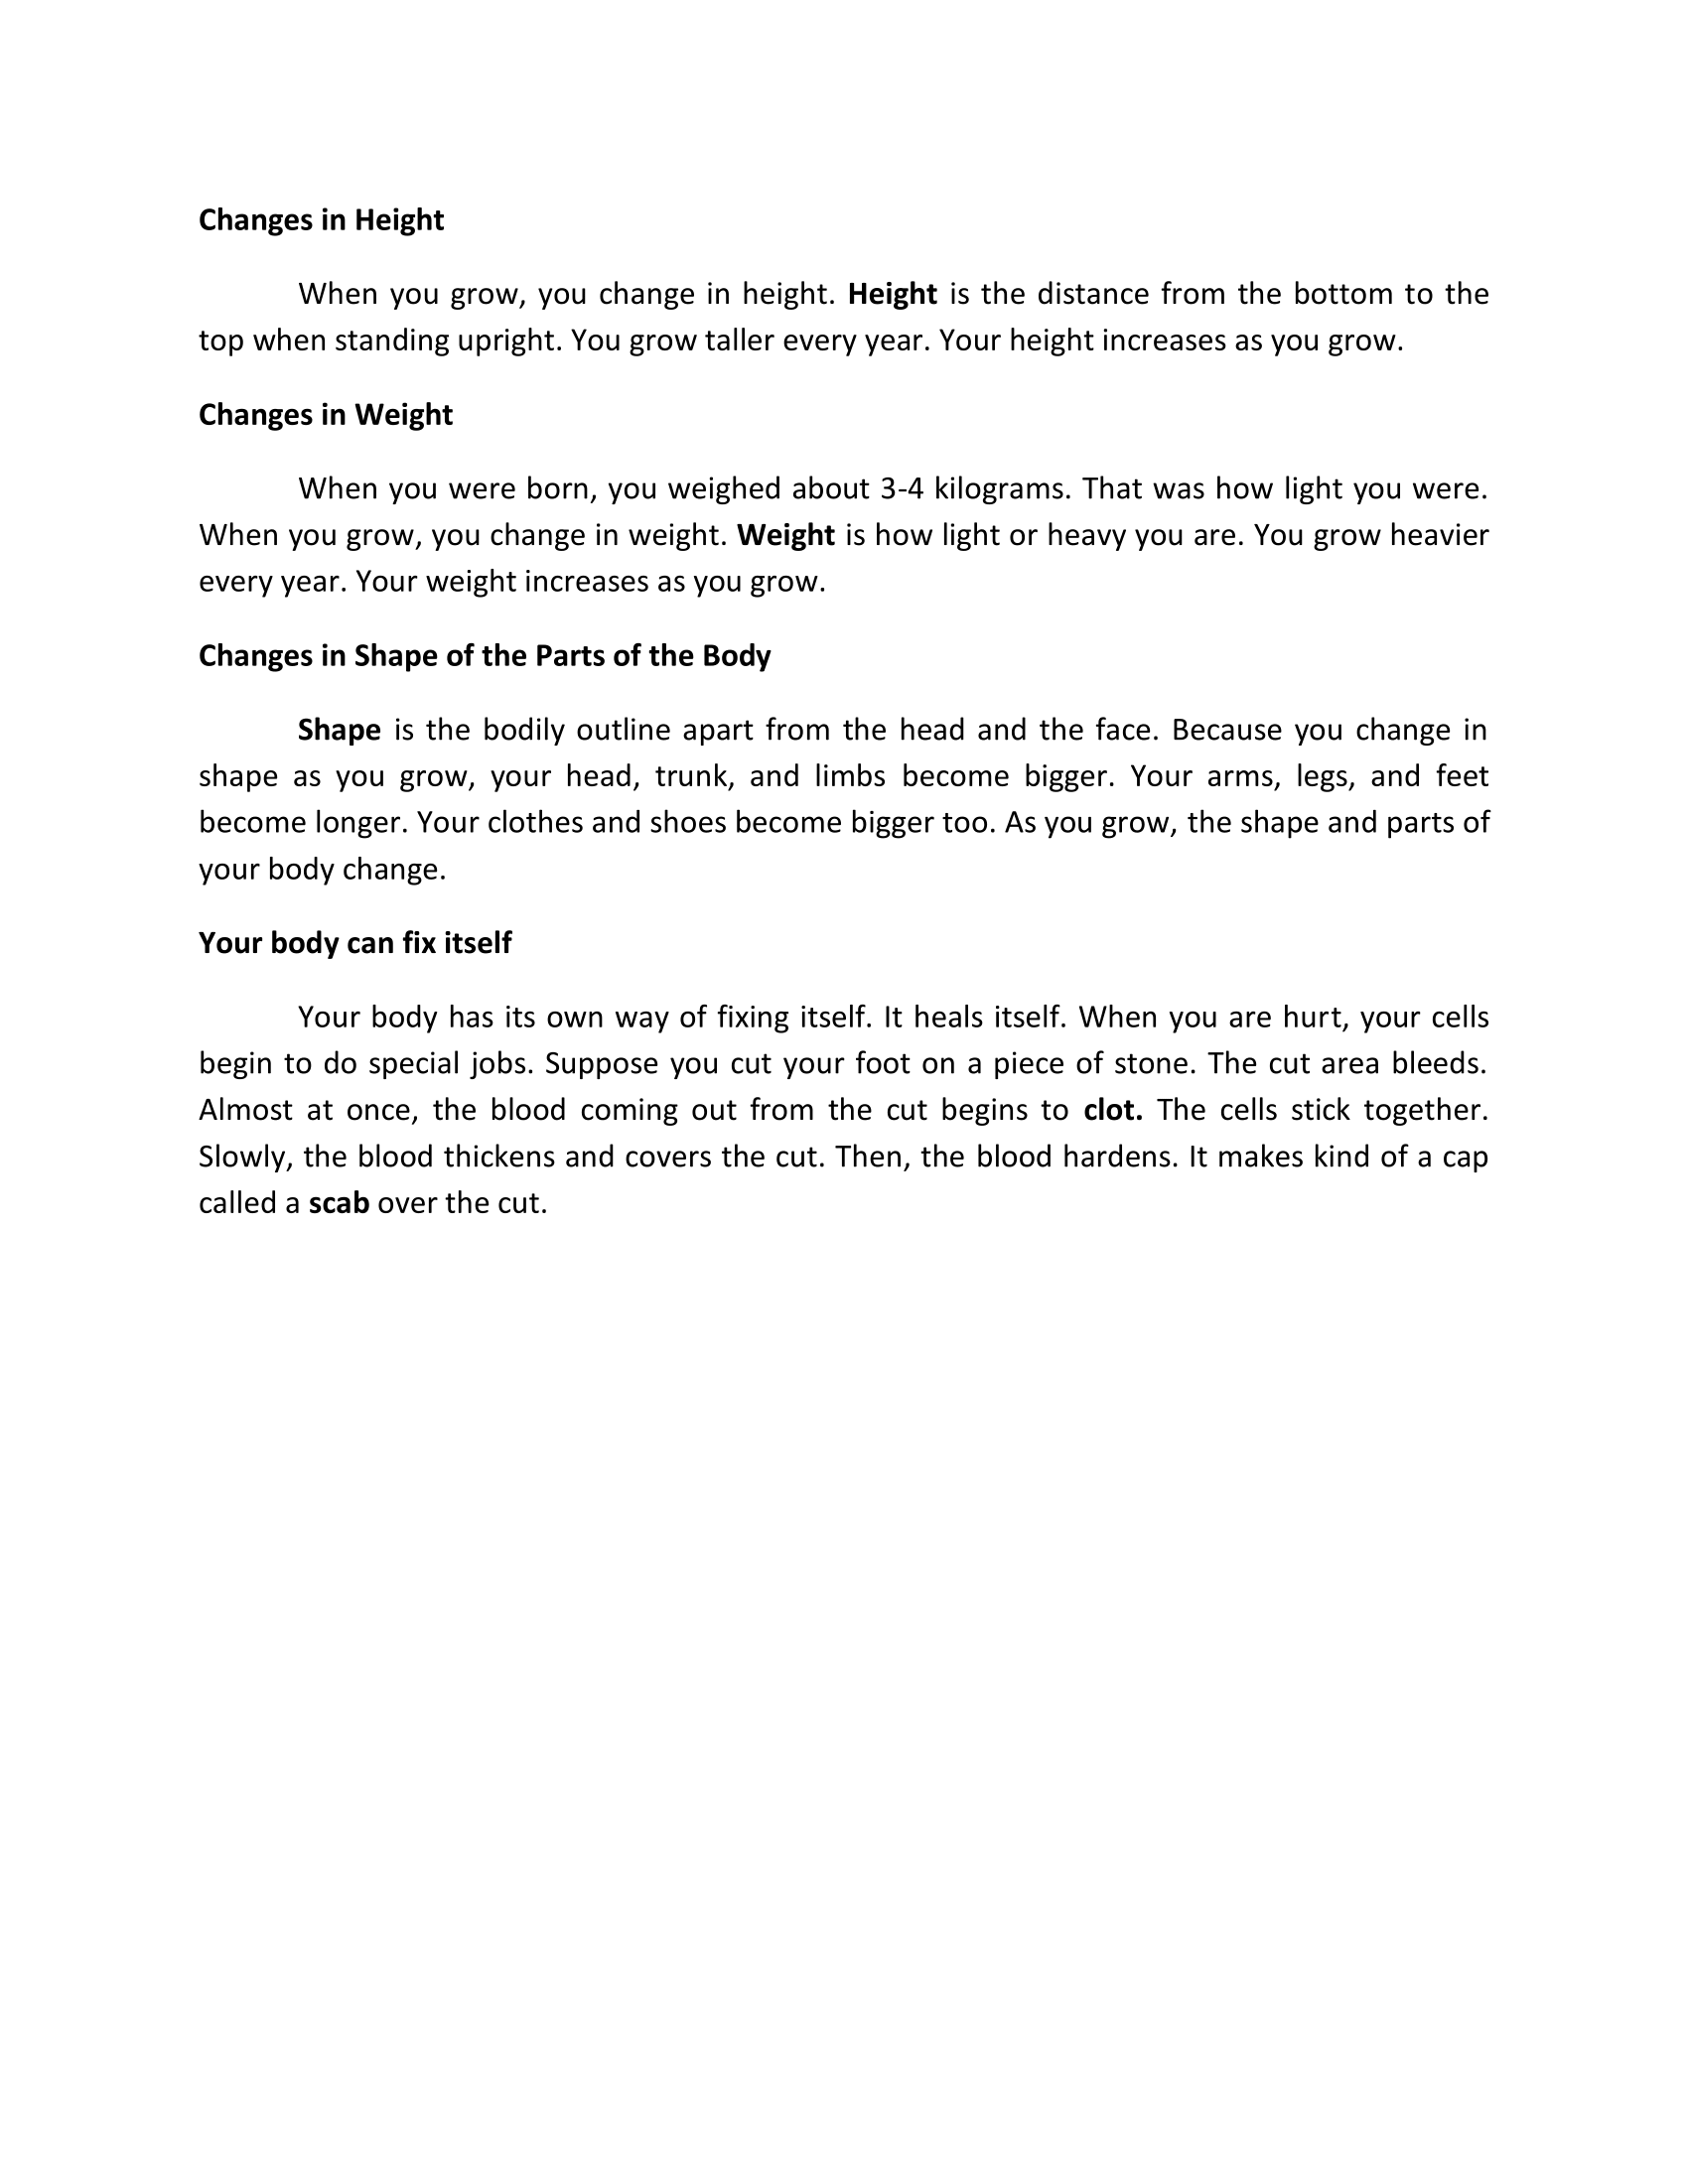 Changes in Height
When you grow, you change in height. Height is the distance from the bottom to the
top when standing upright. You grow taller every year. Your height increases as you grow.
Changes in Weight
When you were born, you weighed about 3-4 kilograms. That was how light you were.
When you grow, you change in weight. Weight is how light or heavy you are. You grow heavier
every year. Your weight increases as you grow.
Changes in Shape of the Parts of the Body
Shape is the bodily outline apart from the head and the face. Because you change in
shape as you grow, your head, trunk, and limbs become bigger. Your arms, legs, and feet
become longer. Your clothes and shoes become bigger too. As you grow, the shape and parts of
your body change.
Your body can fix itself
Your body has its own way of fixing itself. It heals itself. When you are hurt, your cells
begin to do special jobs. Suppose you cut your foot on a piece of stone. The cut area bleeds.
Almost at once, the blood coming out from the cut begins to clot. The cells stick together.
Slowly, the blood thickens and covers the cut. Then, the blood hardens. It makes kind of a cap
called a scab over the cut.